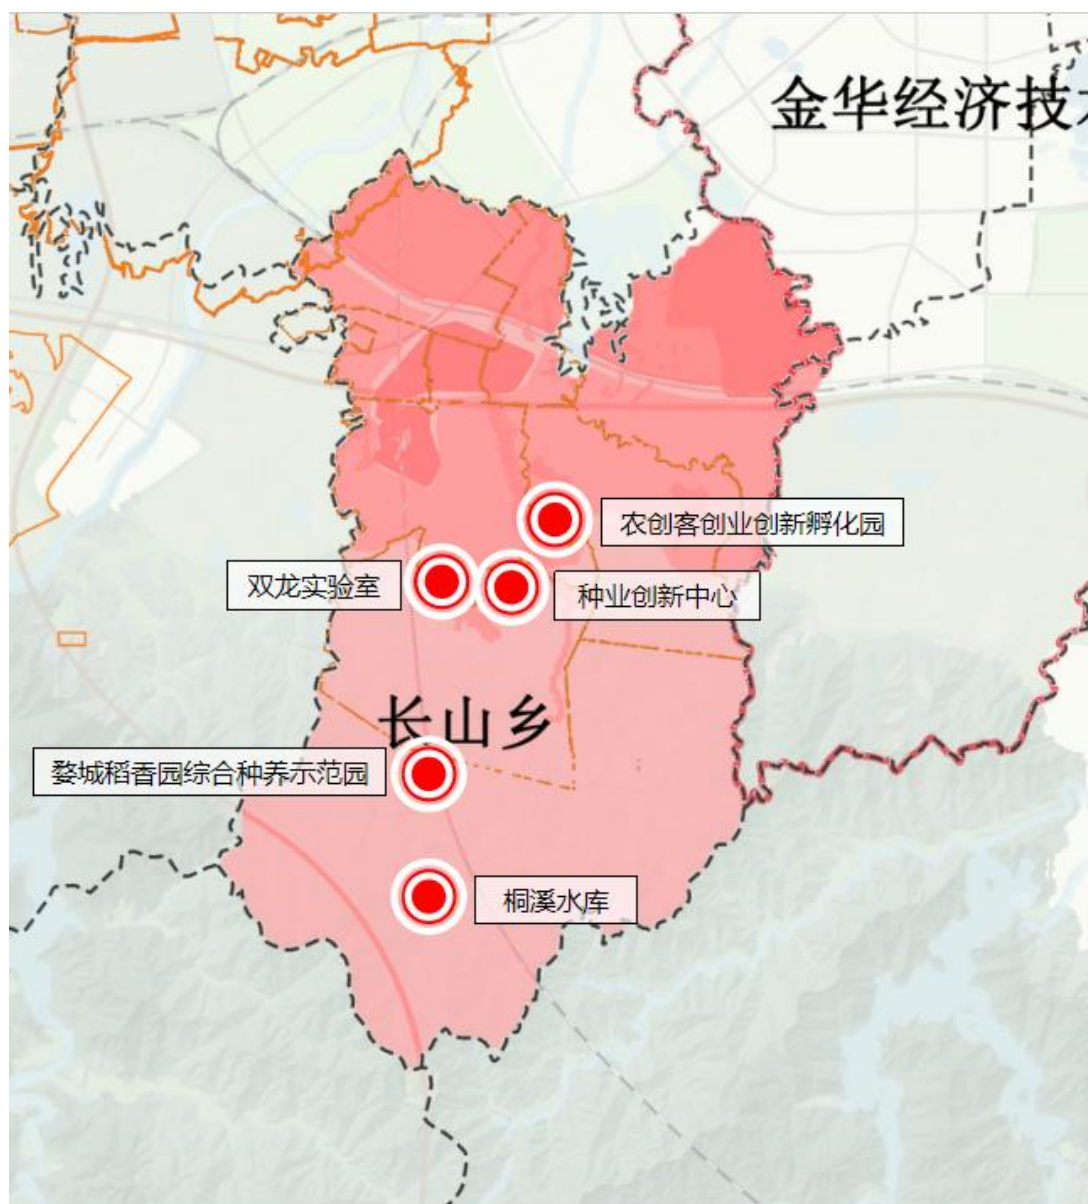 金华经济技
农创客创业创新孵化园
双龙实验室
种业创新中心
长山乡
婺城稻香园综合种养示范园
桐溪水库